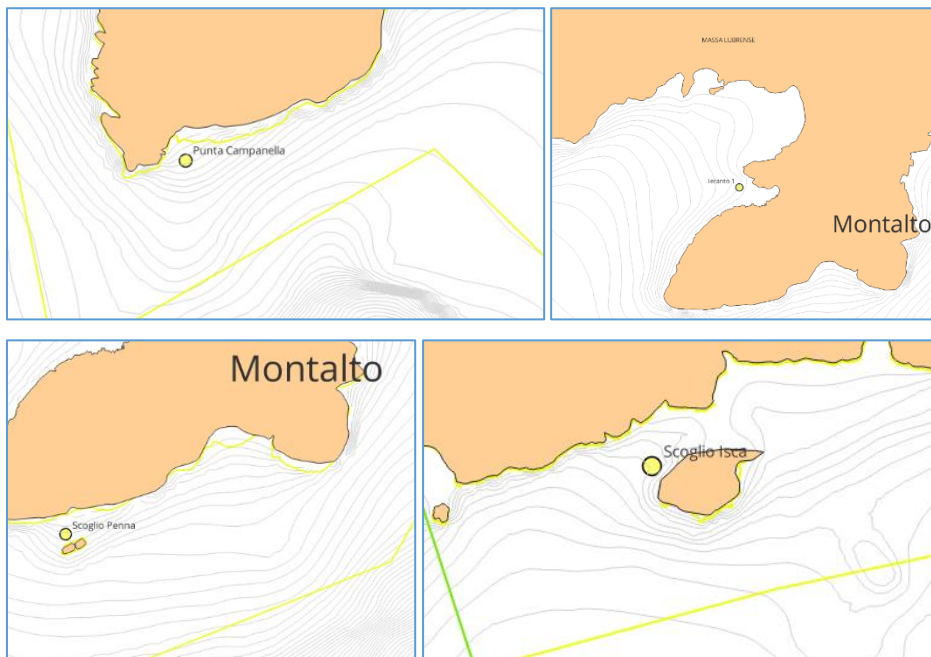 Punta Campanella
MASSA LUBRENSE
Ieranto 1
Montalto
Montalto
Scoglio Penna
Scoglio Isca